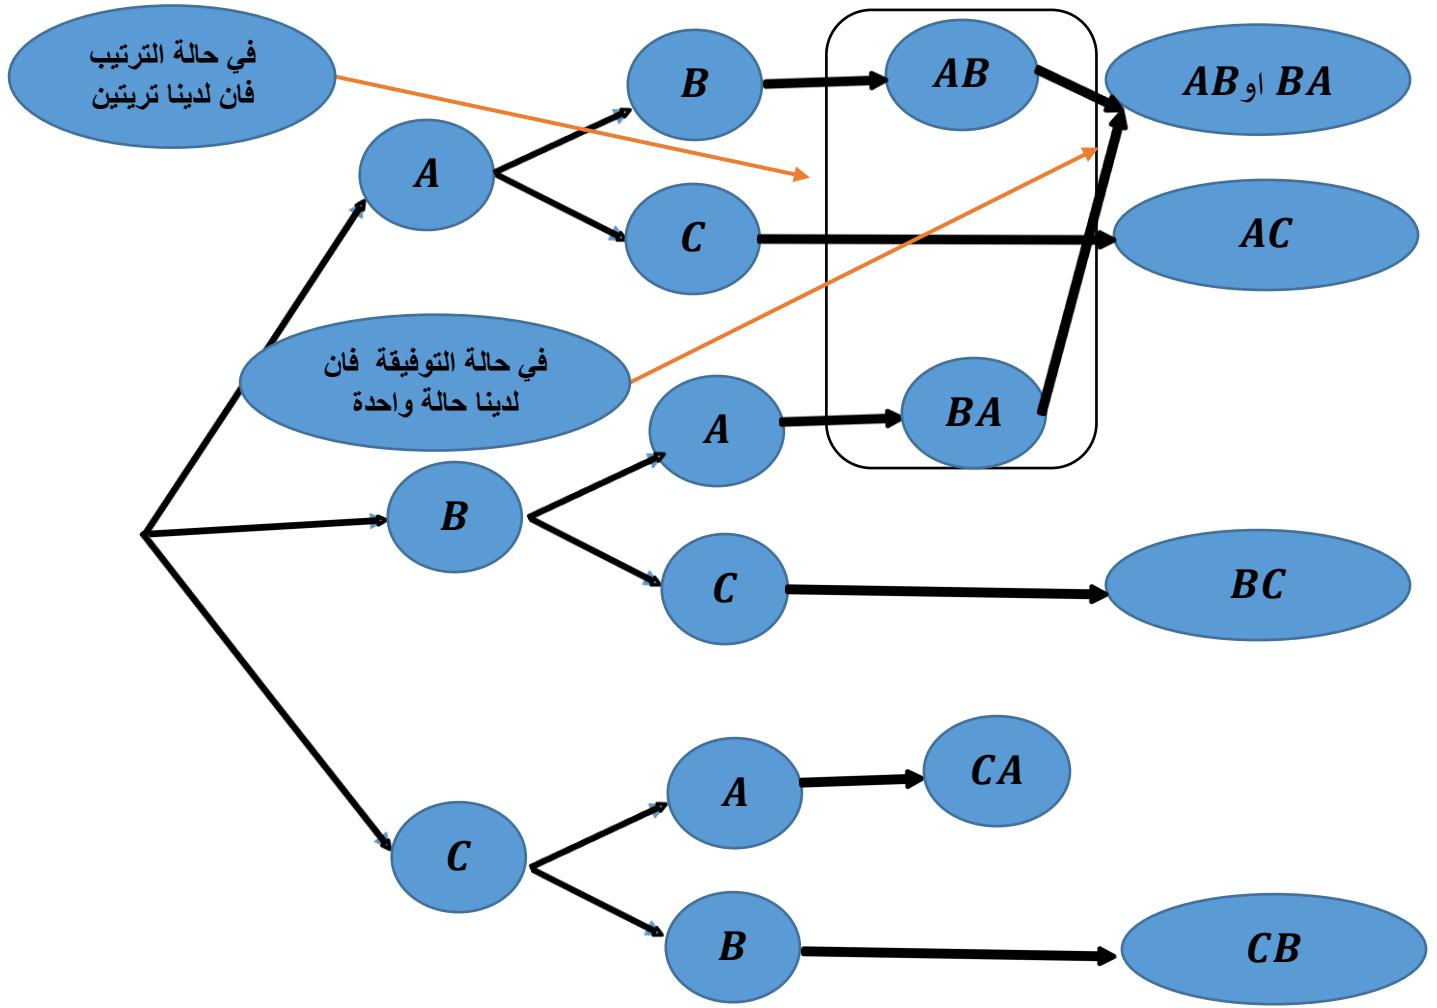 في حالة الترتيب
فان لدينا تريتين
B
AB
AB او BA
A
C
AC
في حالة التوفيقة فان
لدينا حالة واحدة
A
BA
B
C
BC
A
CA
C
B
CB